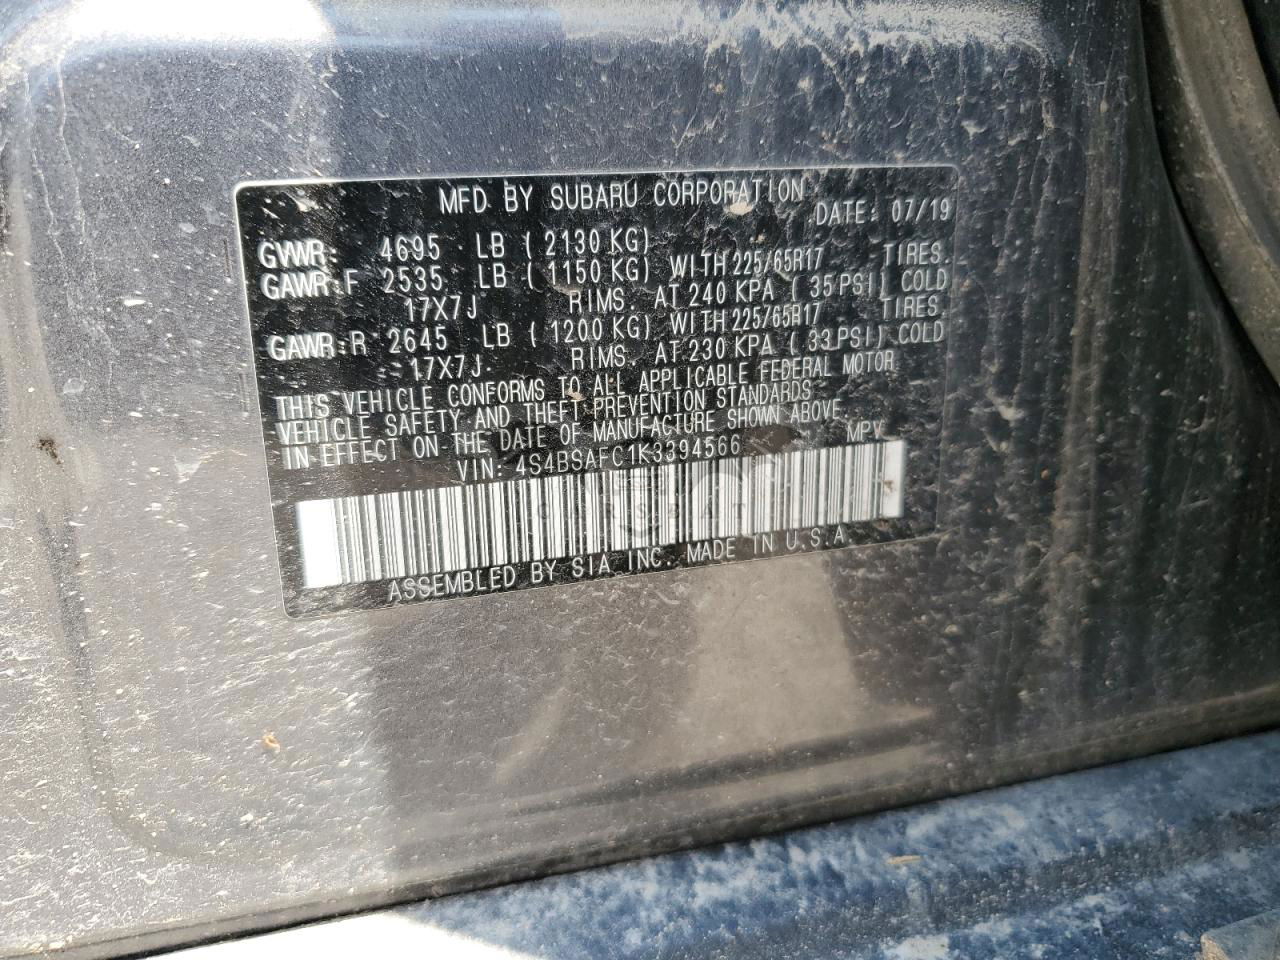 MFD. BY SUBARU CORPORATION
DATE: 07/19
GVWR: 4695 LB ( 2130 KG)
GAWR:F 2535 LB ( 1150 KG) WITH 225/65R17 TIRES.
17X7J RIMS. AT 240 KPA ( 35 PSI) COLD
GAWR:R 2645 LB ( 1200 KG) WITH 225/65R17 TIRES.
17X7J RIMS. AT 230 KPA ( 33 PSI) COLD
THIS VEHICLE CONFORMS TO ALL APPLICABLE FEDERAL MOTOR
VEHICLE SAFETY AND THEFT PREVENTION STANDARDS
IN EFFECT ON THE DATE OF MANUFACTURE SHOWN ABOVE.
VIN: 4S4BSAFC1K3394566 MPV
ASSEMBLED BY SIA, INC. MADE IN U.S.A.